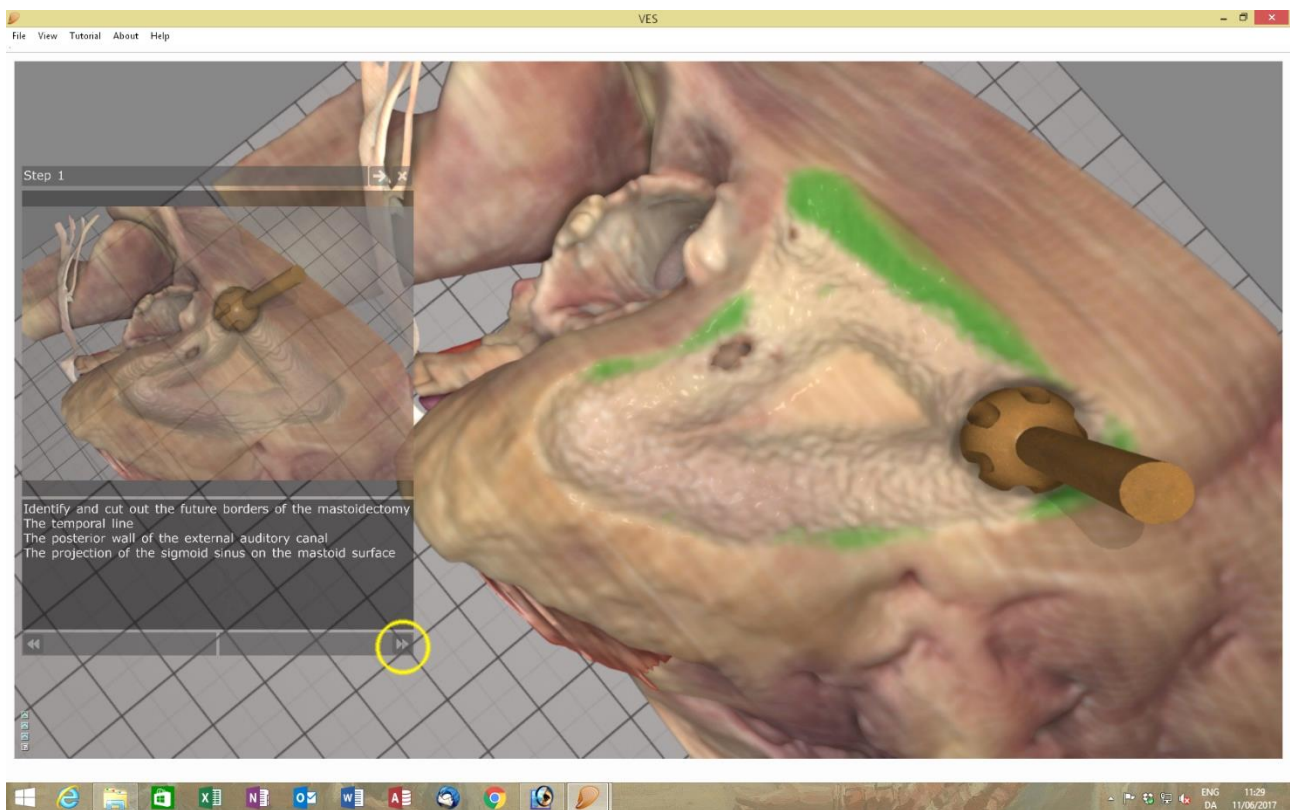 VES
File View Tutorial About Help
Step 1
Identify and cut out the future borders of the mastoidectomy
The temporal line
The posterior wall of the external auditory canal
The projection of the sigmoid sinus on the mastoid surface
ENG 11:29
DA 11/06/2017